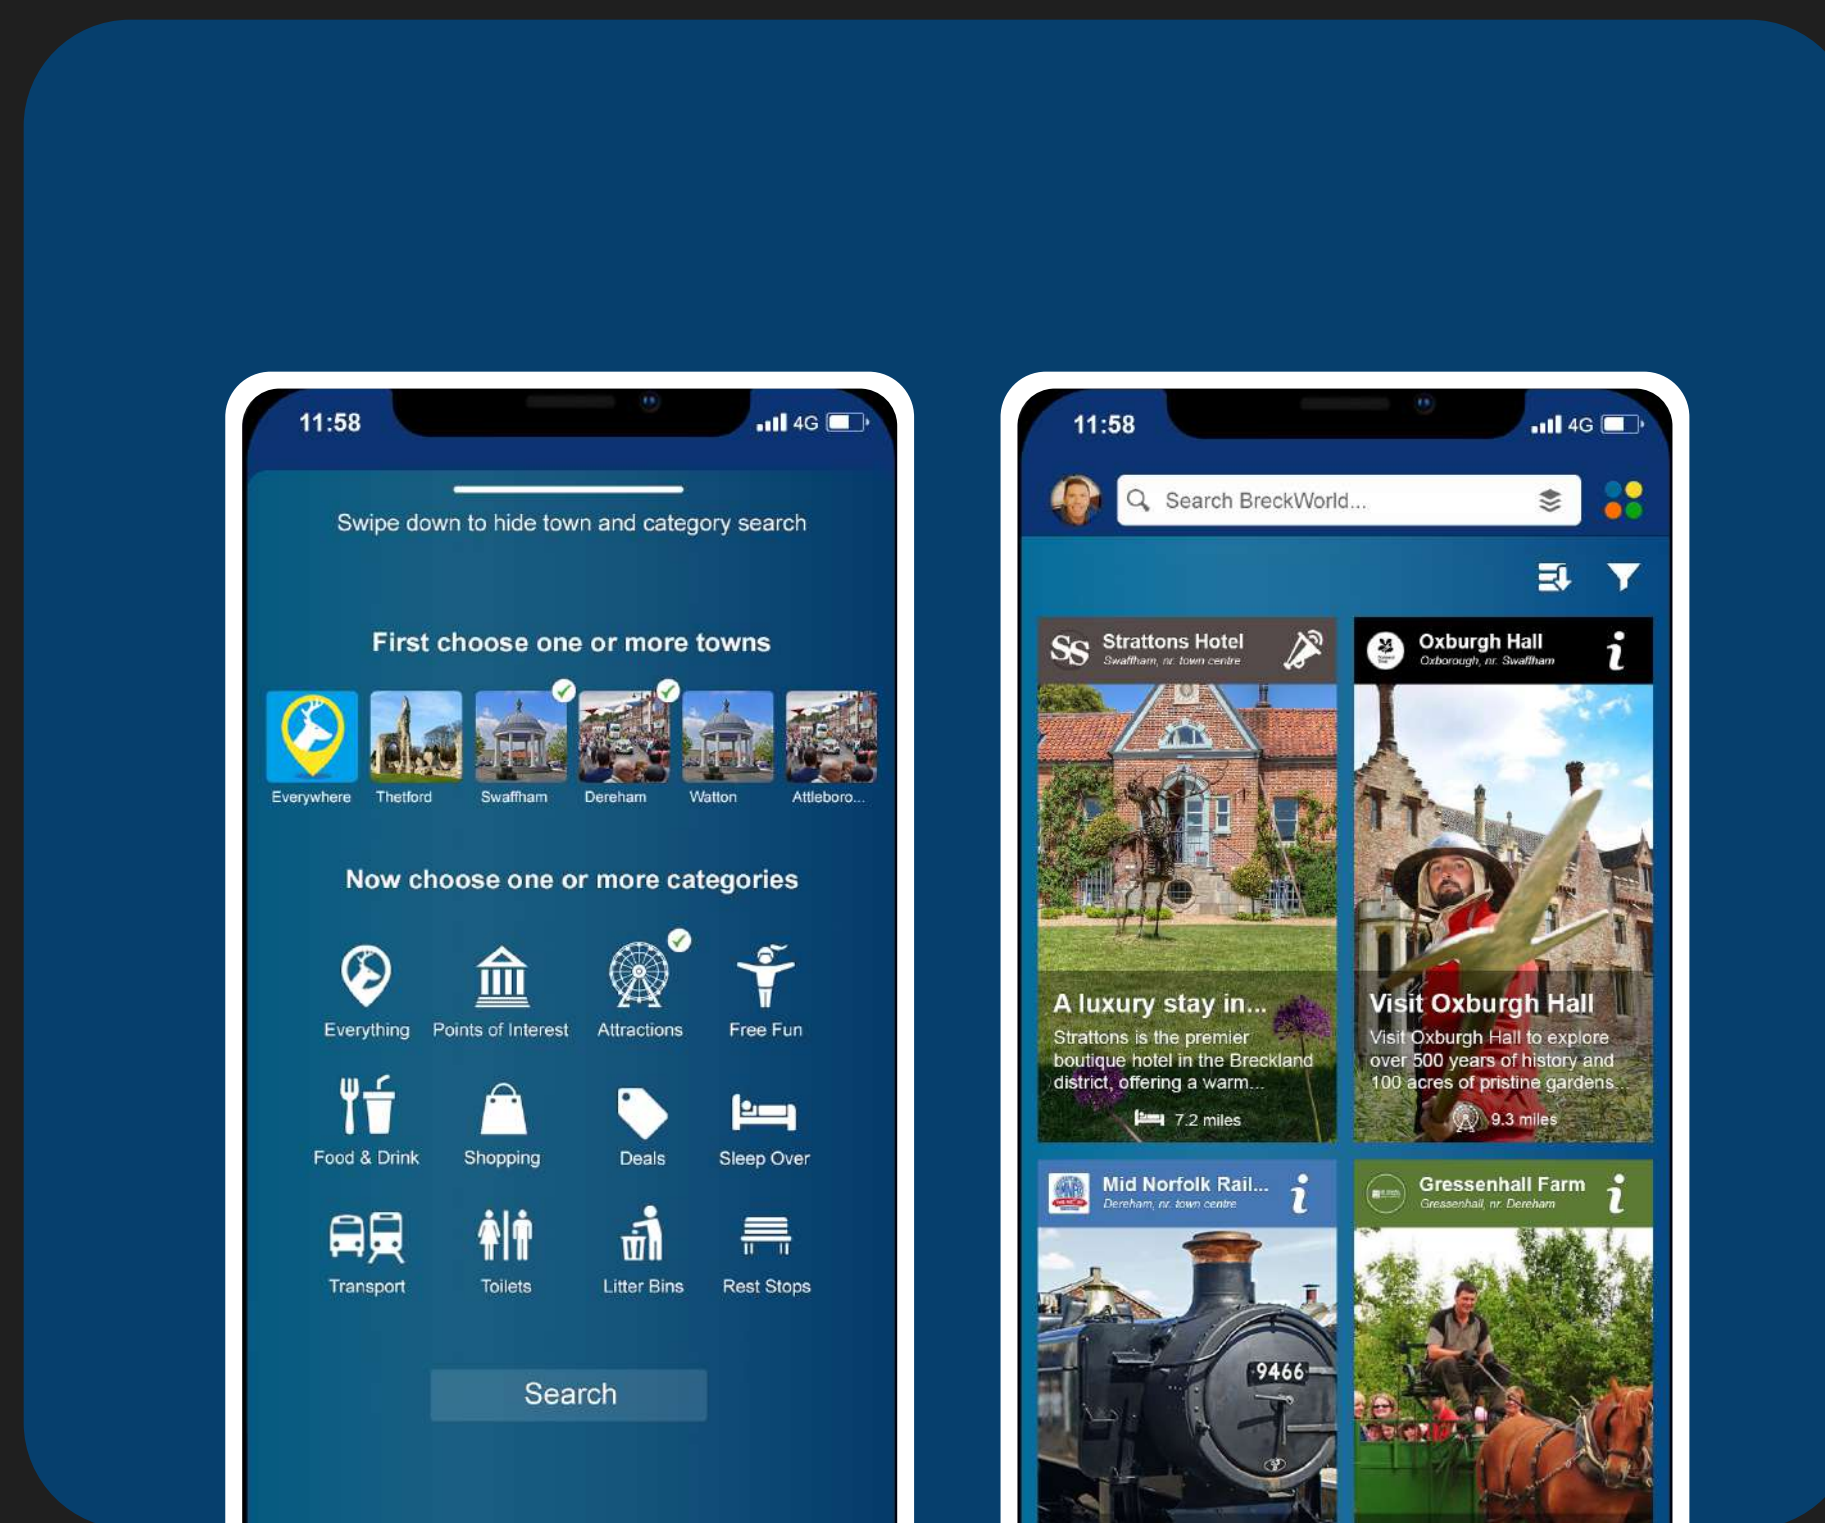 11:58
4G
Swipe down to hide town and category search
First choose one or more towns
Everywhere Thetford Swaffham Dereham Watton Attleboro...
Now choose one or more categories
Everything Points of Interest Attractions Free Fun
Food & Drink Shopping Deals Sleep Over
Transport Toilets Litter Bins Rest Stops
Search
11:58
4G
Search BreckWorld...
SS
Strattons Hotel
Swaffham, nr. town centre
A luxury stay in...
Strattons is the premier
boutique hotel in the Breckland
district, offering a warm...
7.2 miles
Oxburgh Hall
Oxborough, nr. Swaffham
Visit Oxburgh Hall
Visit Oxburgh Hall to explore
over 500 years of history and
100 acres of pristine gardens...
9.3 miles
Mid Norfolk Rail...
Dereham, nr. town centre
9466
Gressenhall Farm
Gressenhall, nr. Dereham